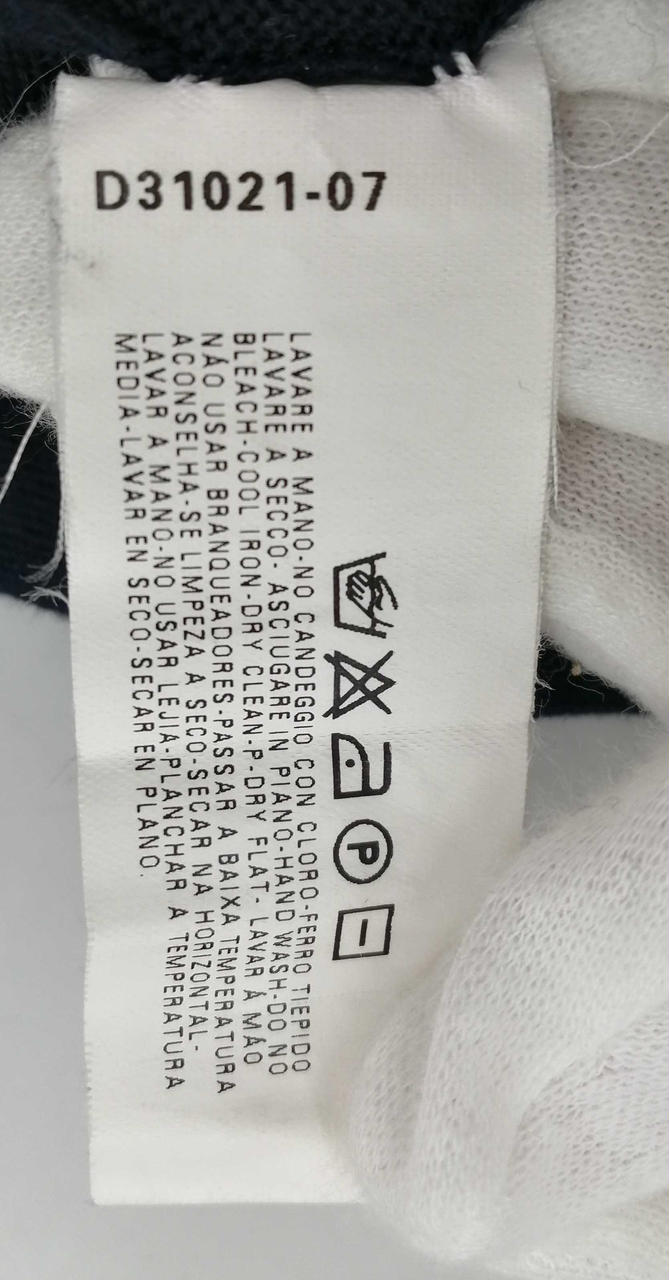 D31021-07
LAVARE A MANO-NO CANDEGGIO CON CLORO-FERRO TIEPIDO
LAVARE A SECCO- ASCIUGARE IN PIANO-HAND WASH-DO NO
BLEACH-COOL IRON-DRY CLEAN-P-DRY FLAT- LAVAR Á MÁO
NÁO USAR BRANQUEADORES-PASSAR A BAIXA TEMPERATURA
ACONSELHA-SE LIMPEZA A SECO-SECAR NA HORIZONTAL-
LAVAR A MANO-NO USAR LEJIA-PLANCHAR A TEMPERATURA
MEDIA-LAVAR EN SECO-SECAR EN PLANO.
P